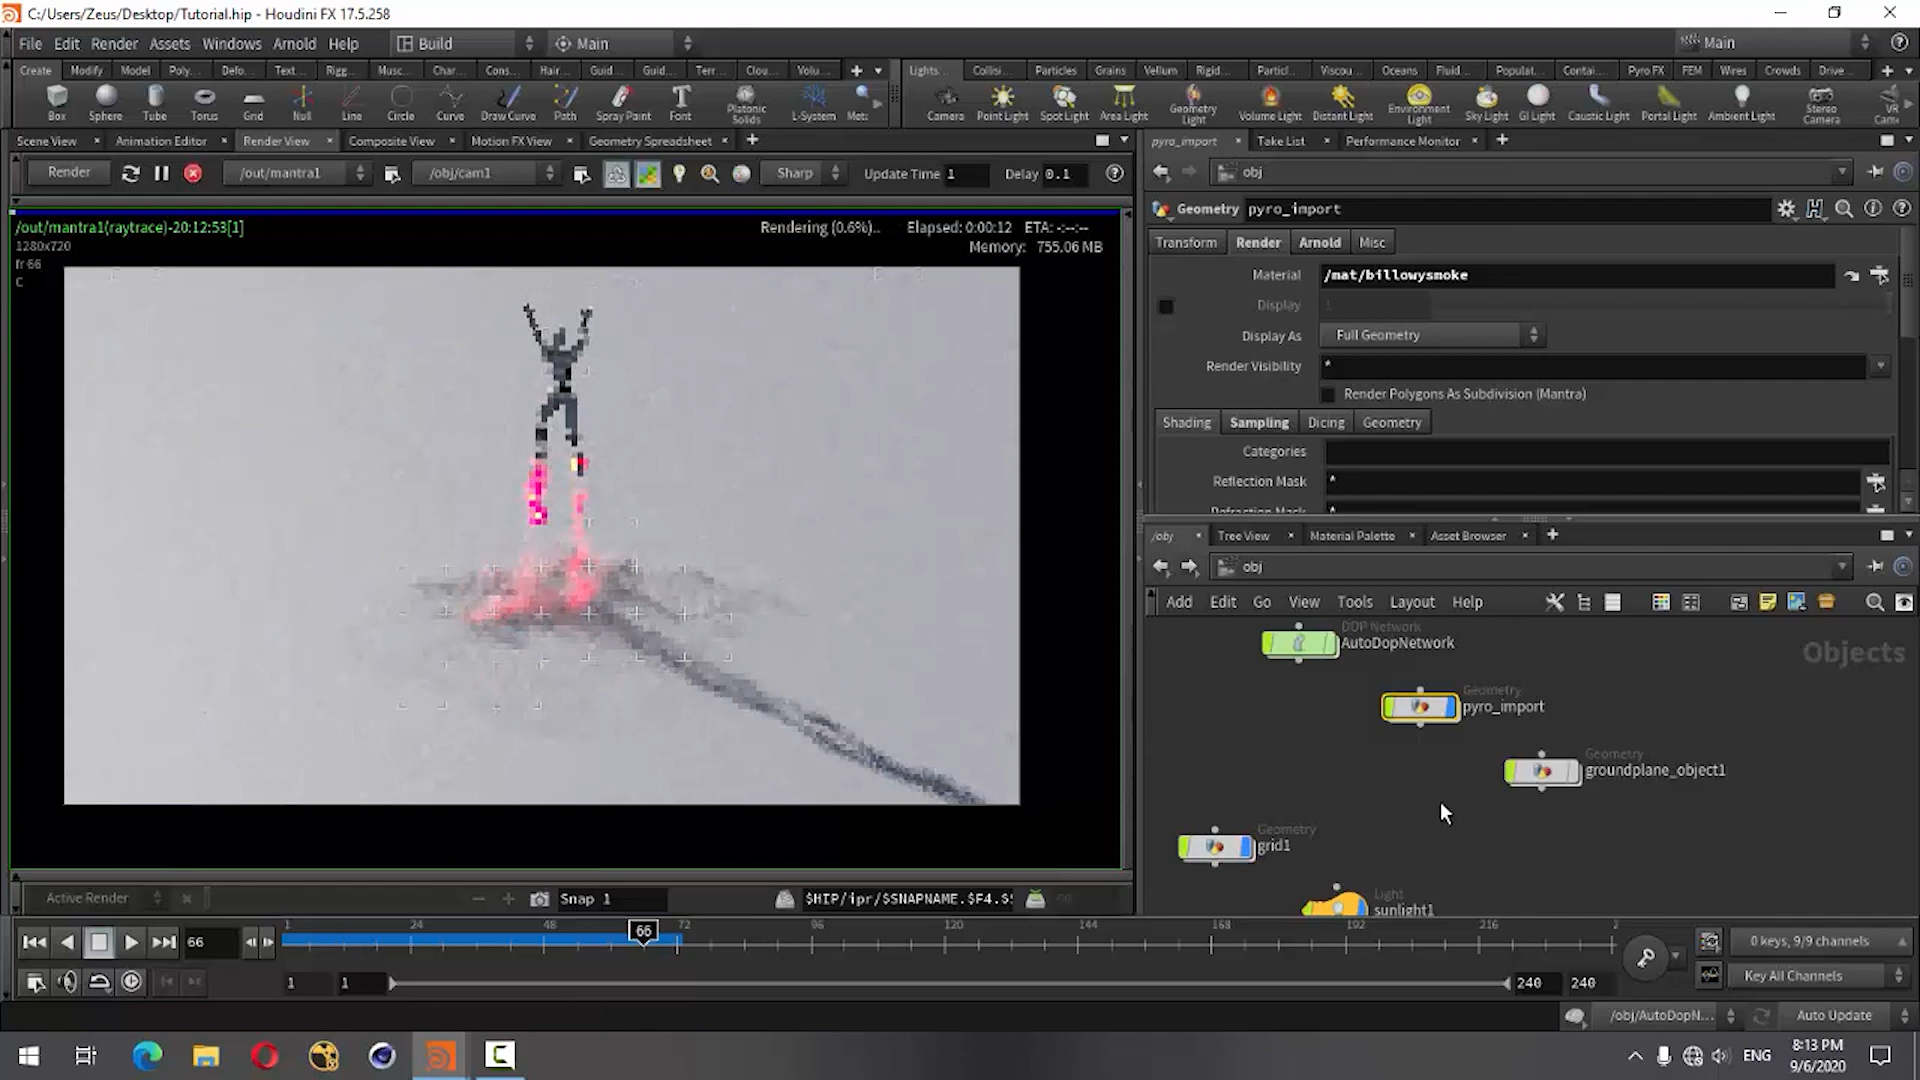 C:/Users/Zeus/Desktop/Tutorial.hip - Houdini FX 17.5.258
File Edit Render Assets Windows Arnold Help Build Main Main
Create Modify Model Poly... Defo... Text... Rigg... Musc... Char... Cons... Hair... Guid... Guid... Terr... Clou... Volu...
Lights... Collisi... Particles Grains Vellum Rigid... Particl... Viscou... Oceans Fluid... Populat... Contai... Pyro FX FEM Wires Crowds Drive...
Box Sphere Tube Torus Grid Null Line Circle Curve Draw Curve Path Spray Paint Font Platonic Solids L-System
Camera Point Light Spot Light Area Light Geometry Light Volume Light Distant Light Environment Light Sky Light GI Light Caustic Light Portal Light Ambient Light Stereo Camera
Scene View Animation Editor Render View Composite View Motion FX View Geometry Spreadsheet
pyro_import Take List Performance Monitor
Render /out/mantra1 /obj/cam1 Sharp Update Time 1 Delay 0.1
obj
/out/mantra1(raytrace)-20:12:53[1]
Rendering (0.6%).. Elapsed: 0:00:12 ETA: -:--:--
1280x720
Memory: 755.06 MB
fr 66
C
Geometry pyro_import
Transform Render Arnold Misc
Material /mat/billowysmoke
Display 1
Display As Full Geometry
Render Visibility *
Render Polygons As Subdivision (Mantra)
Shading Sampling Dicing Geometry
Categories
Reflection Mask *
Refraction Mask *
/obj Tree View Material Palette Asset Browser
obj
Add Edit Go View Tools Layout Help
Objects
DOP Network
AutoDopNetwork
Geometry
pyro_import
Geometry
groundplane_object1
Geometry
grid1
Light
sunlight1
Active Render Snap 1 $HIP/ipr/$SNAPNAME.$F4.$
66 1 24 48 66 72 96 120 144 168 192 216 2
0 keys, 9/9 channels
1 1 240 240
Key All Channels
/obj/AutoDopN... Auto Update
ENG
8:13 PM
9/6/2020